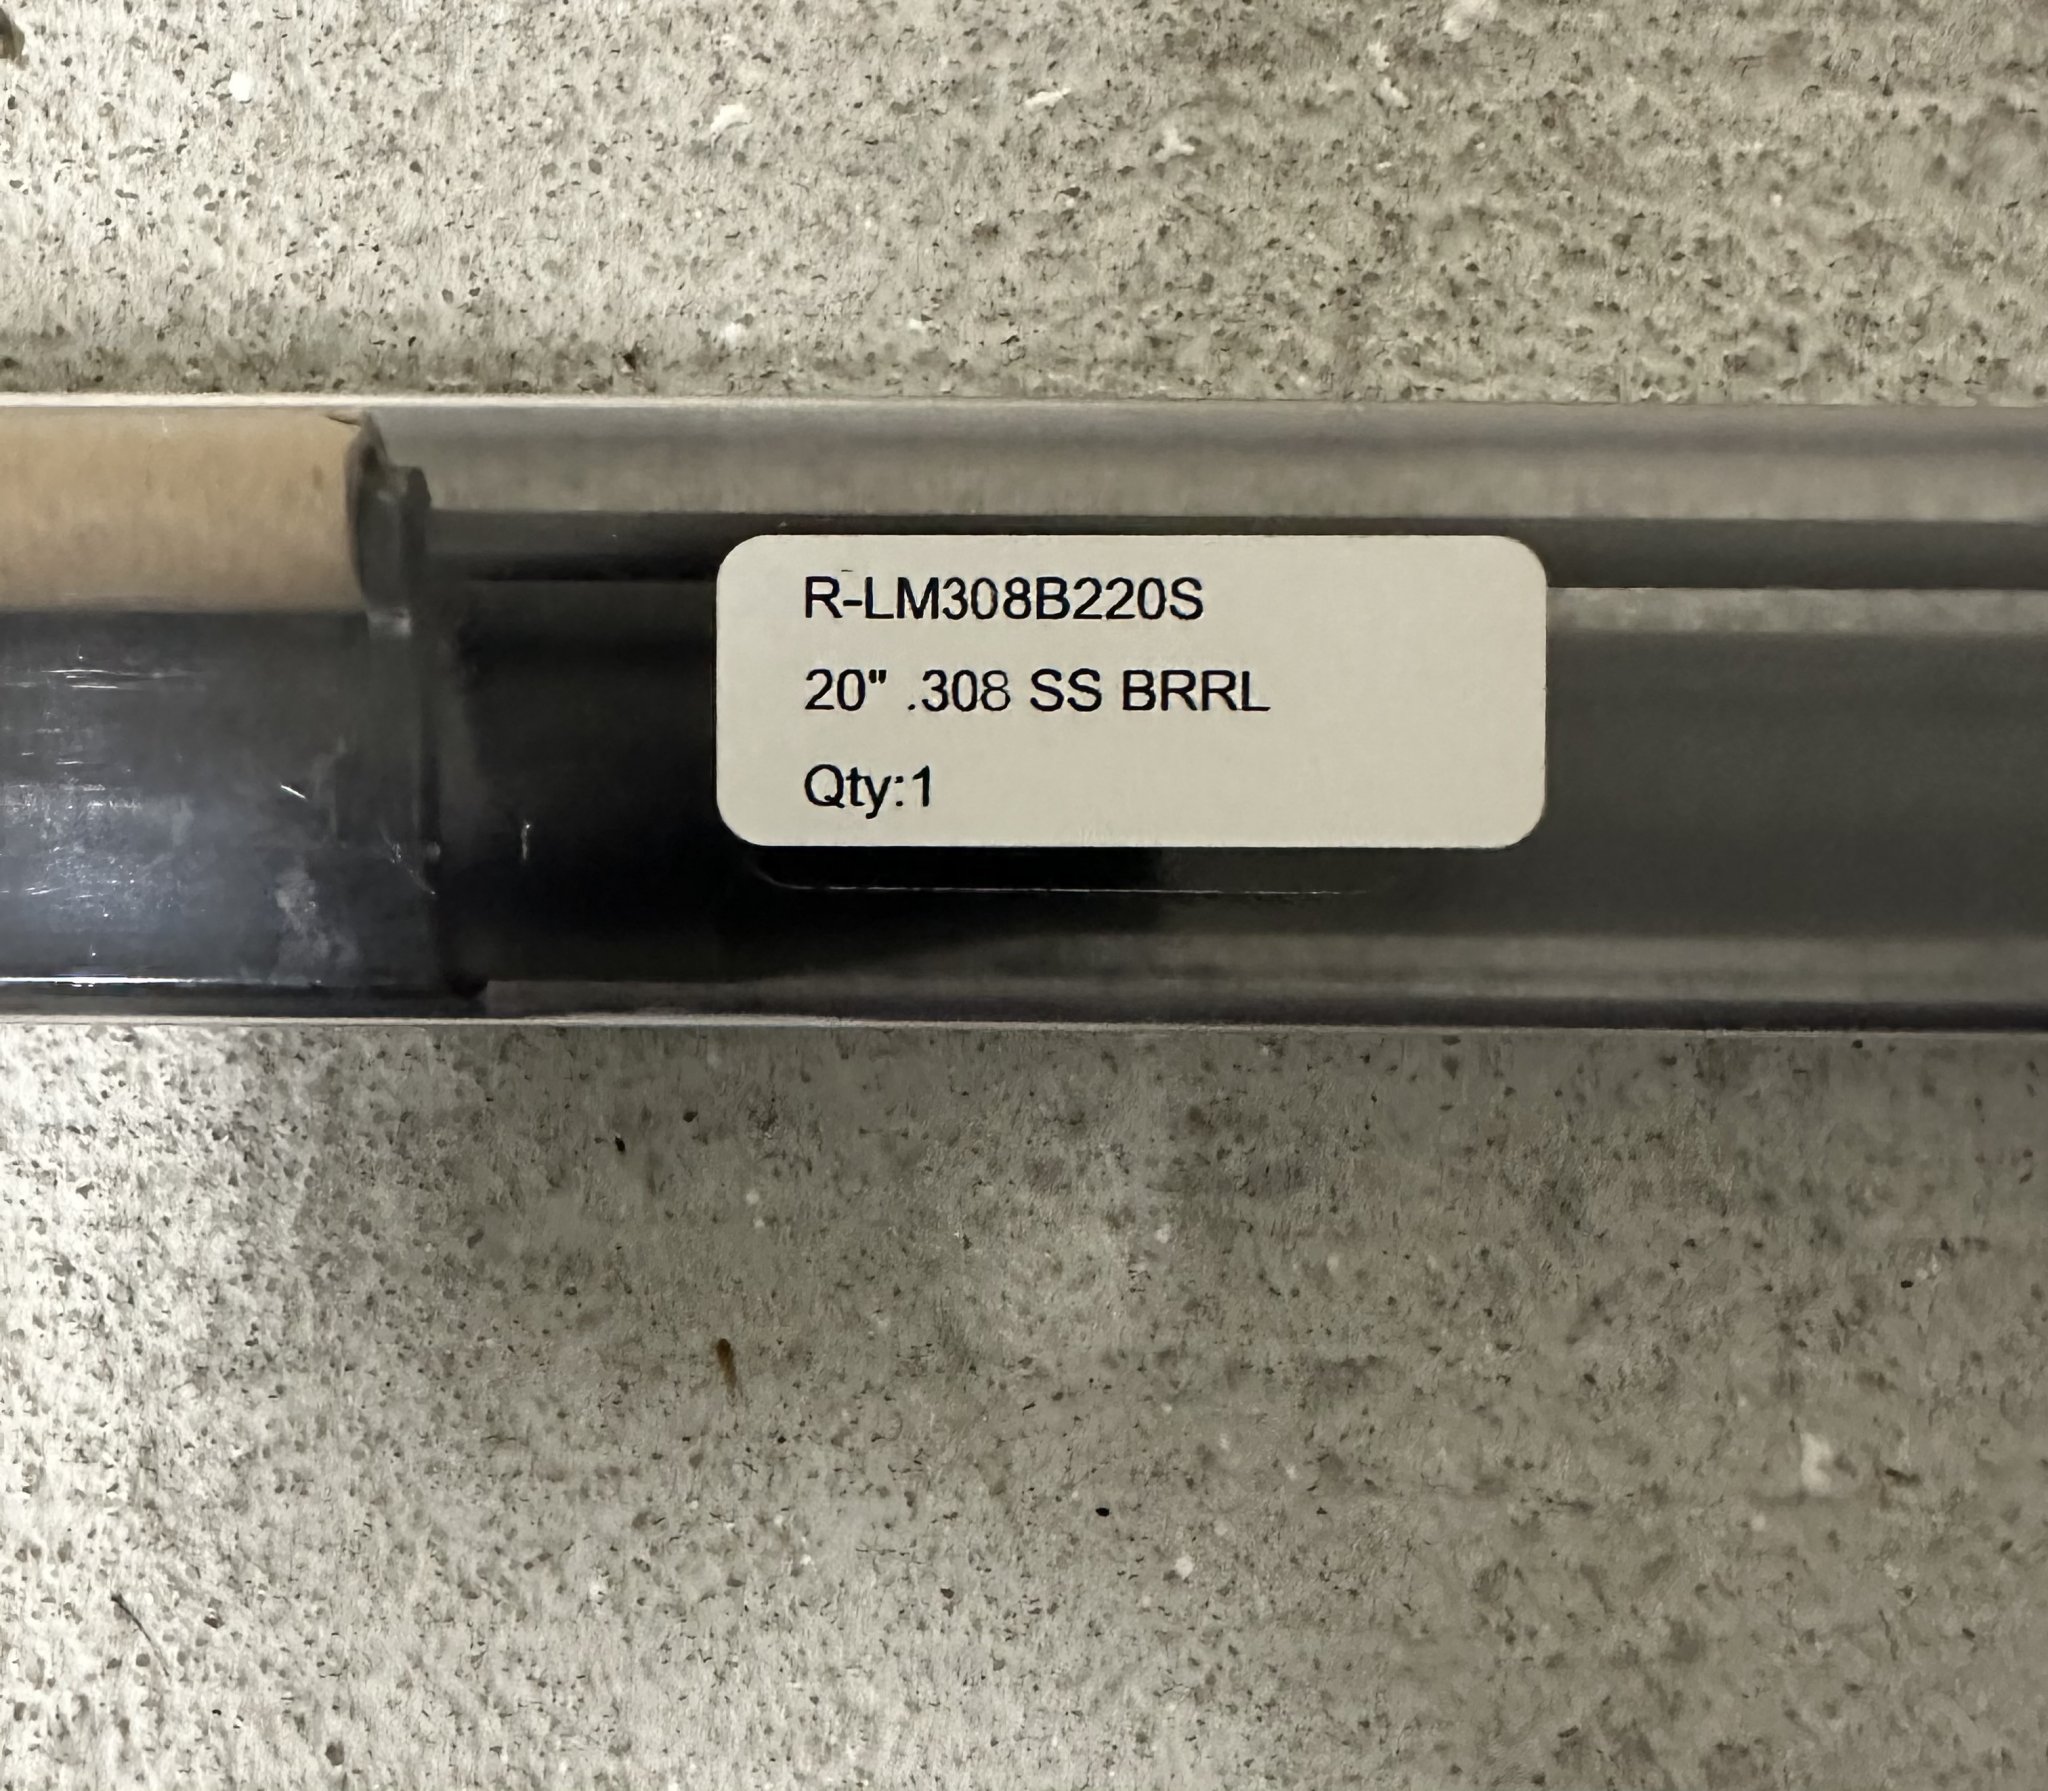 R-LM308B220S
20" .308 SS BRRL
Qty:1